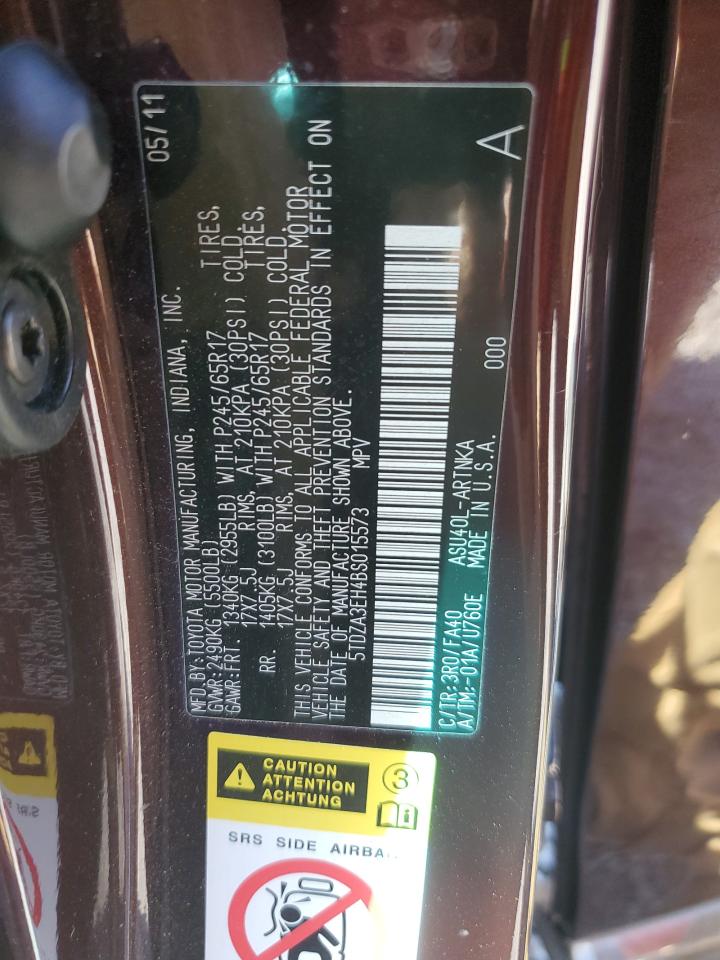 05/11
MFD.BY:TOYOTA MOTOR MANUFACTURING, INDIANA, INC.
GVWR:2490KG (5500LB)
GAWR:FRT. 1340KG (2955LB) WITH P245/65R17 TIRES,
17X7.5J RIMS, AT 210KPA (30PSI) COLD.
RR. 1405KG (3100LB) WITH P245/65R17 TIRES,
17X7.5J RIMS, AT 210KPA (30PSI) COLD.
THIS VEHICLE CONFORMS TO ALL APPLICABLE FEDERAL MOTOR
VEHICLE SAFETY AND THEFT PREVENTION STANDARDS IN EFFECT ON
THE DATE OF MANUFACTURE SHOWN ABOVE.
5TDZA3EH4BS015573 MPV
C/TR:3R0/FA40 ASU40L-ARTNKA 000
A/TM:-01A/U760E MADE IN U.S.A.
A
CAUTION
ATTENTION
ACHTUNG
3
SRS SIDE